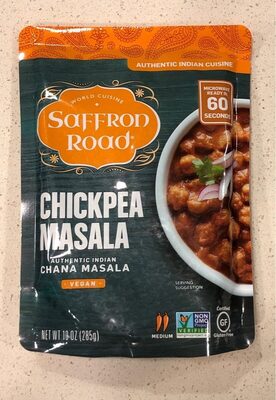 AUTHENTIC INDIAN CUISINE
WORLD CUISINE
Saffron
ROAD
MICROWAVE
READY IN
60
SECONDS
CHICKPEA
MASALA
AUTHENTIC INDIAN
CHANA MASALA
VEGAN
SERVING
SUGGESTION
NET WT 10 OZ (285g)
MEDIUM
NON
GMO
Project
VERIFIED
Certified
GF
Gluten-Free